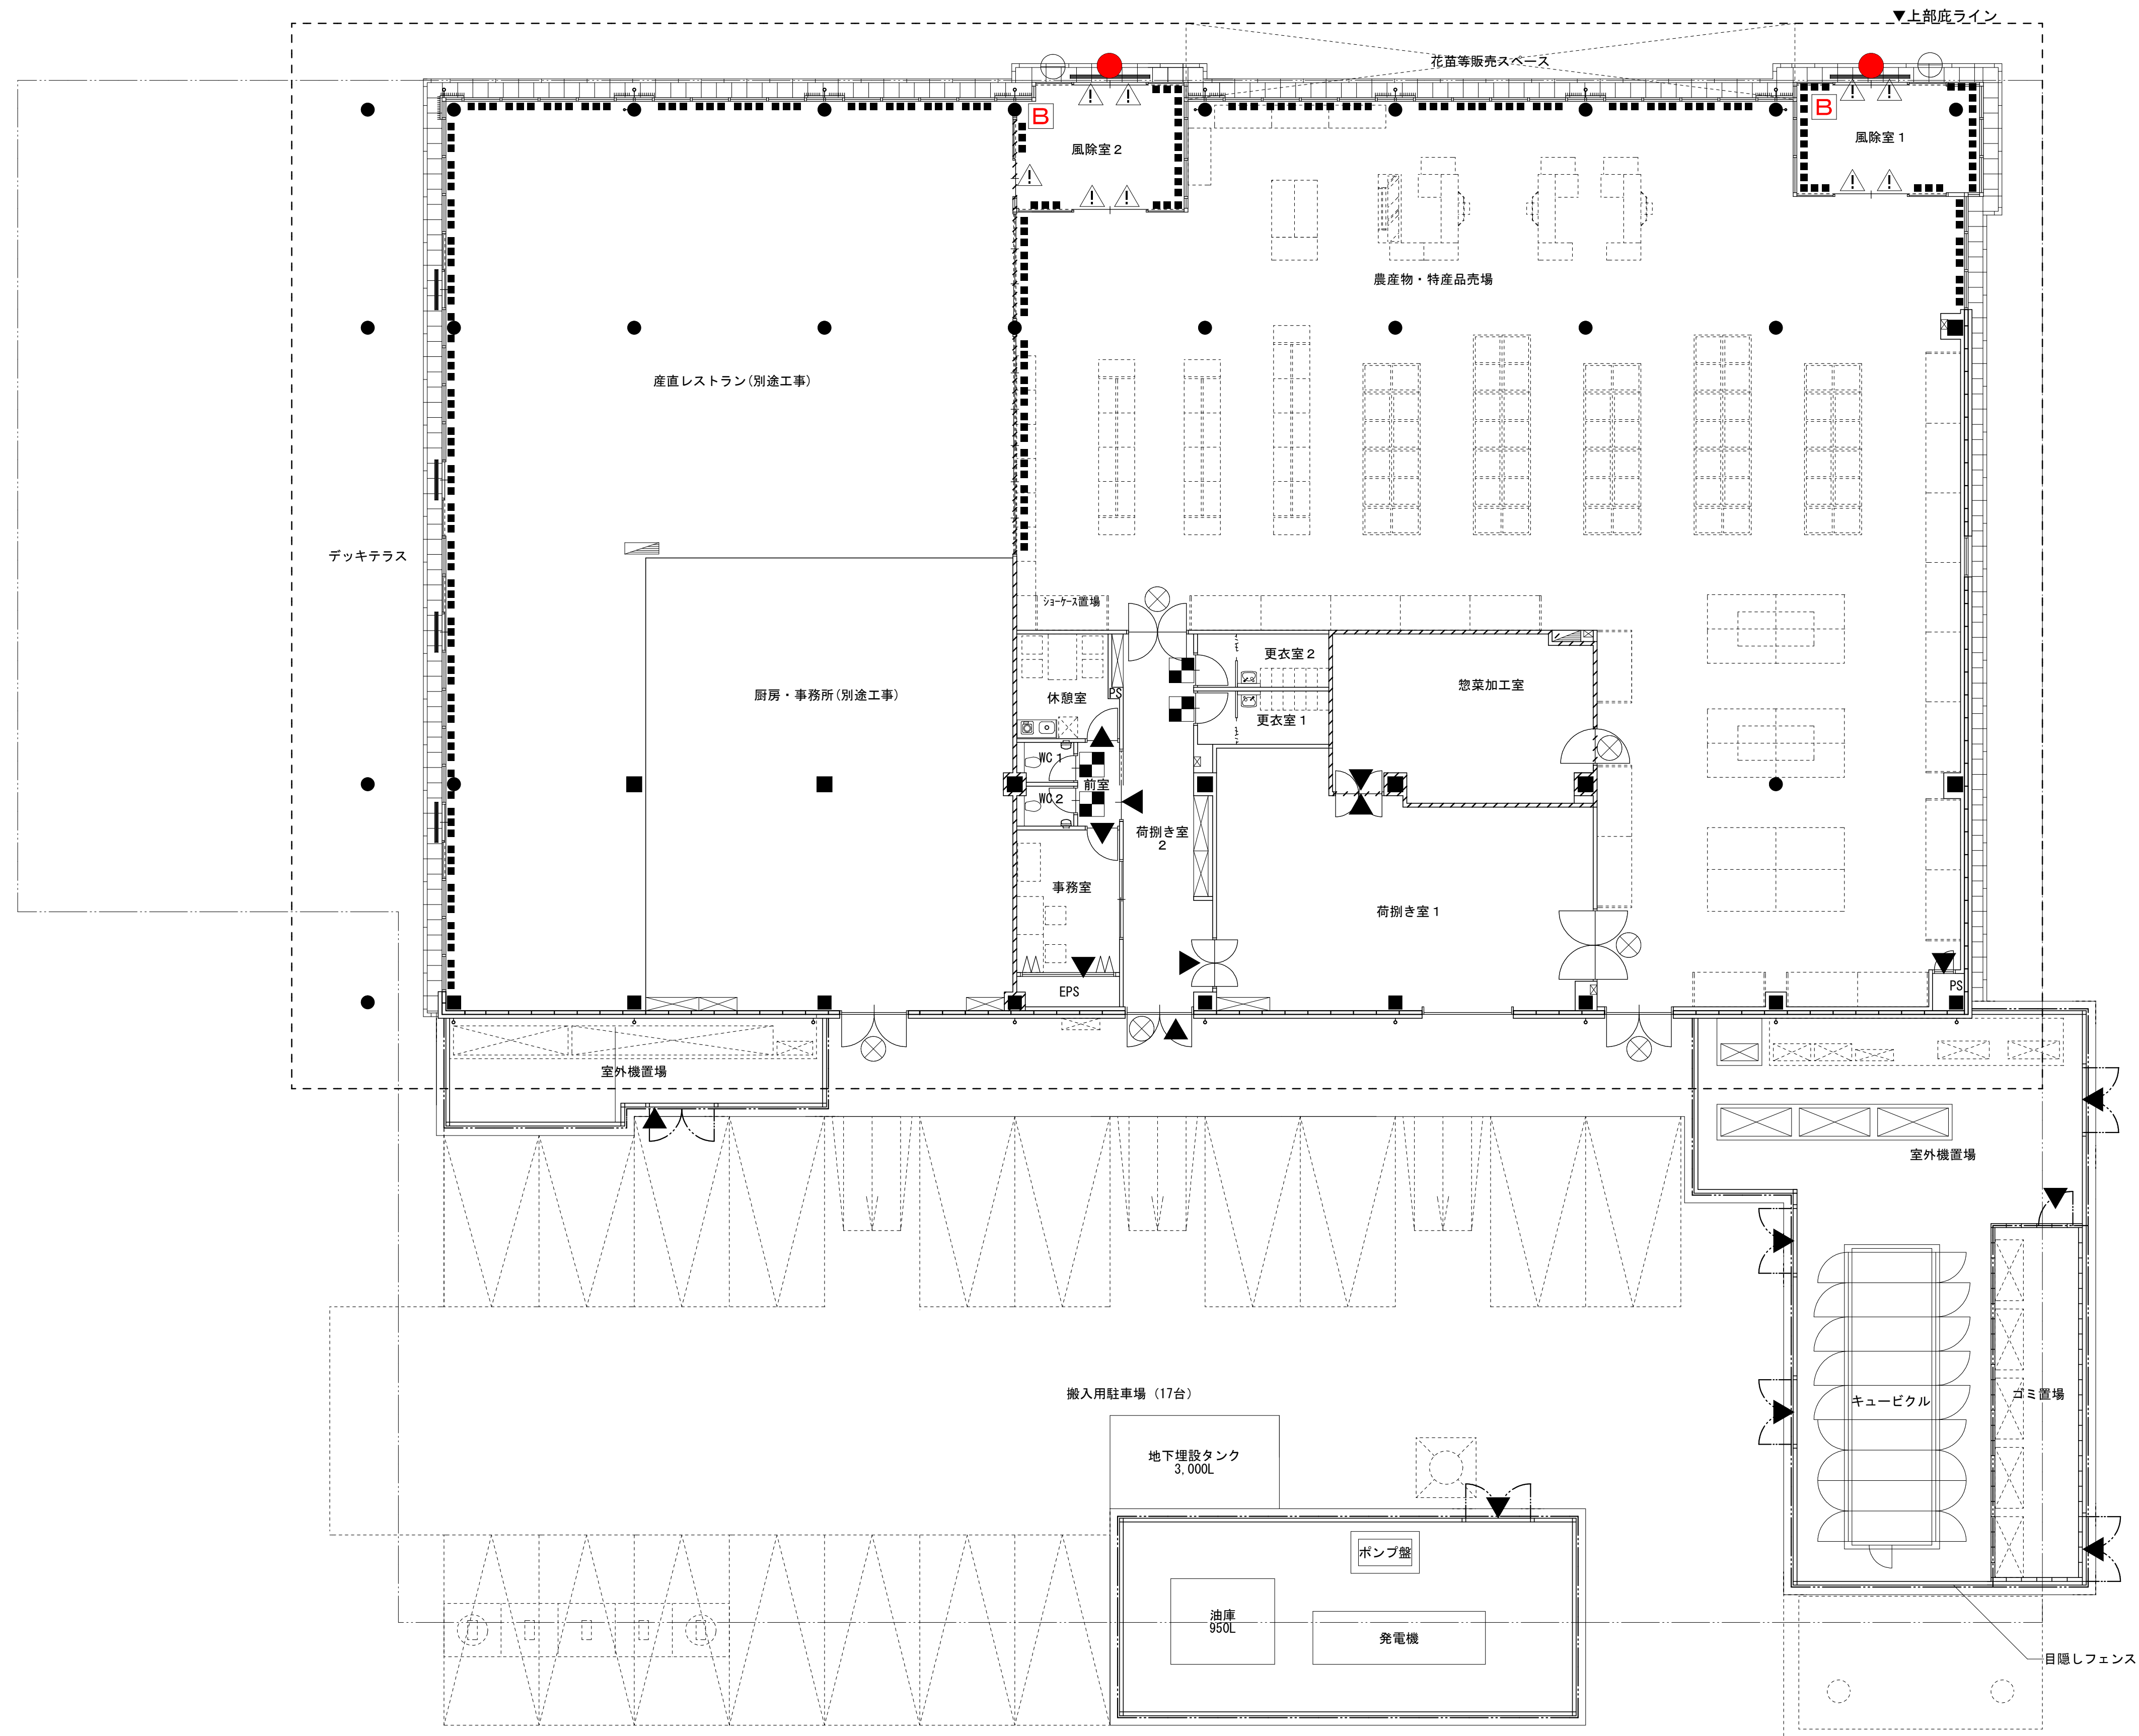 ▼上部庇ライン
花苗等販売スペース
B
B
風除室１
風除室２
農産物・特産品売場
産直レストラン(別途工事)
デッキテラス
ｼｮｰｹｰｽ置場
更衣室２
惣菜加工室
厨房・事務所(別途工事)
休憩室
PS
更衣室１
WC１
前室
WC２
荷捌き室
２
事務室
荷捌き室１
EPS
PS
室外機置場
室外機置場
搬入用駐車場 (17台)
キュービクル
ゴミ置場
地下埋設タンク
3,000L
ポンプ盤
油庫
950L
発電機
目隠しフェンス